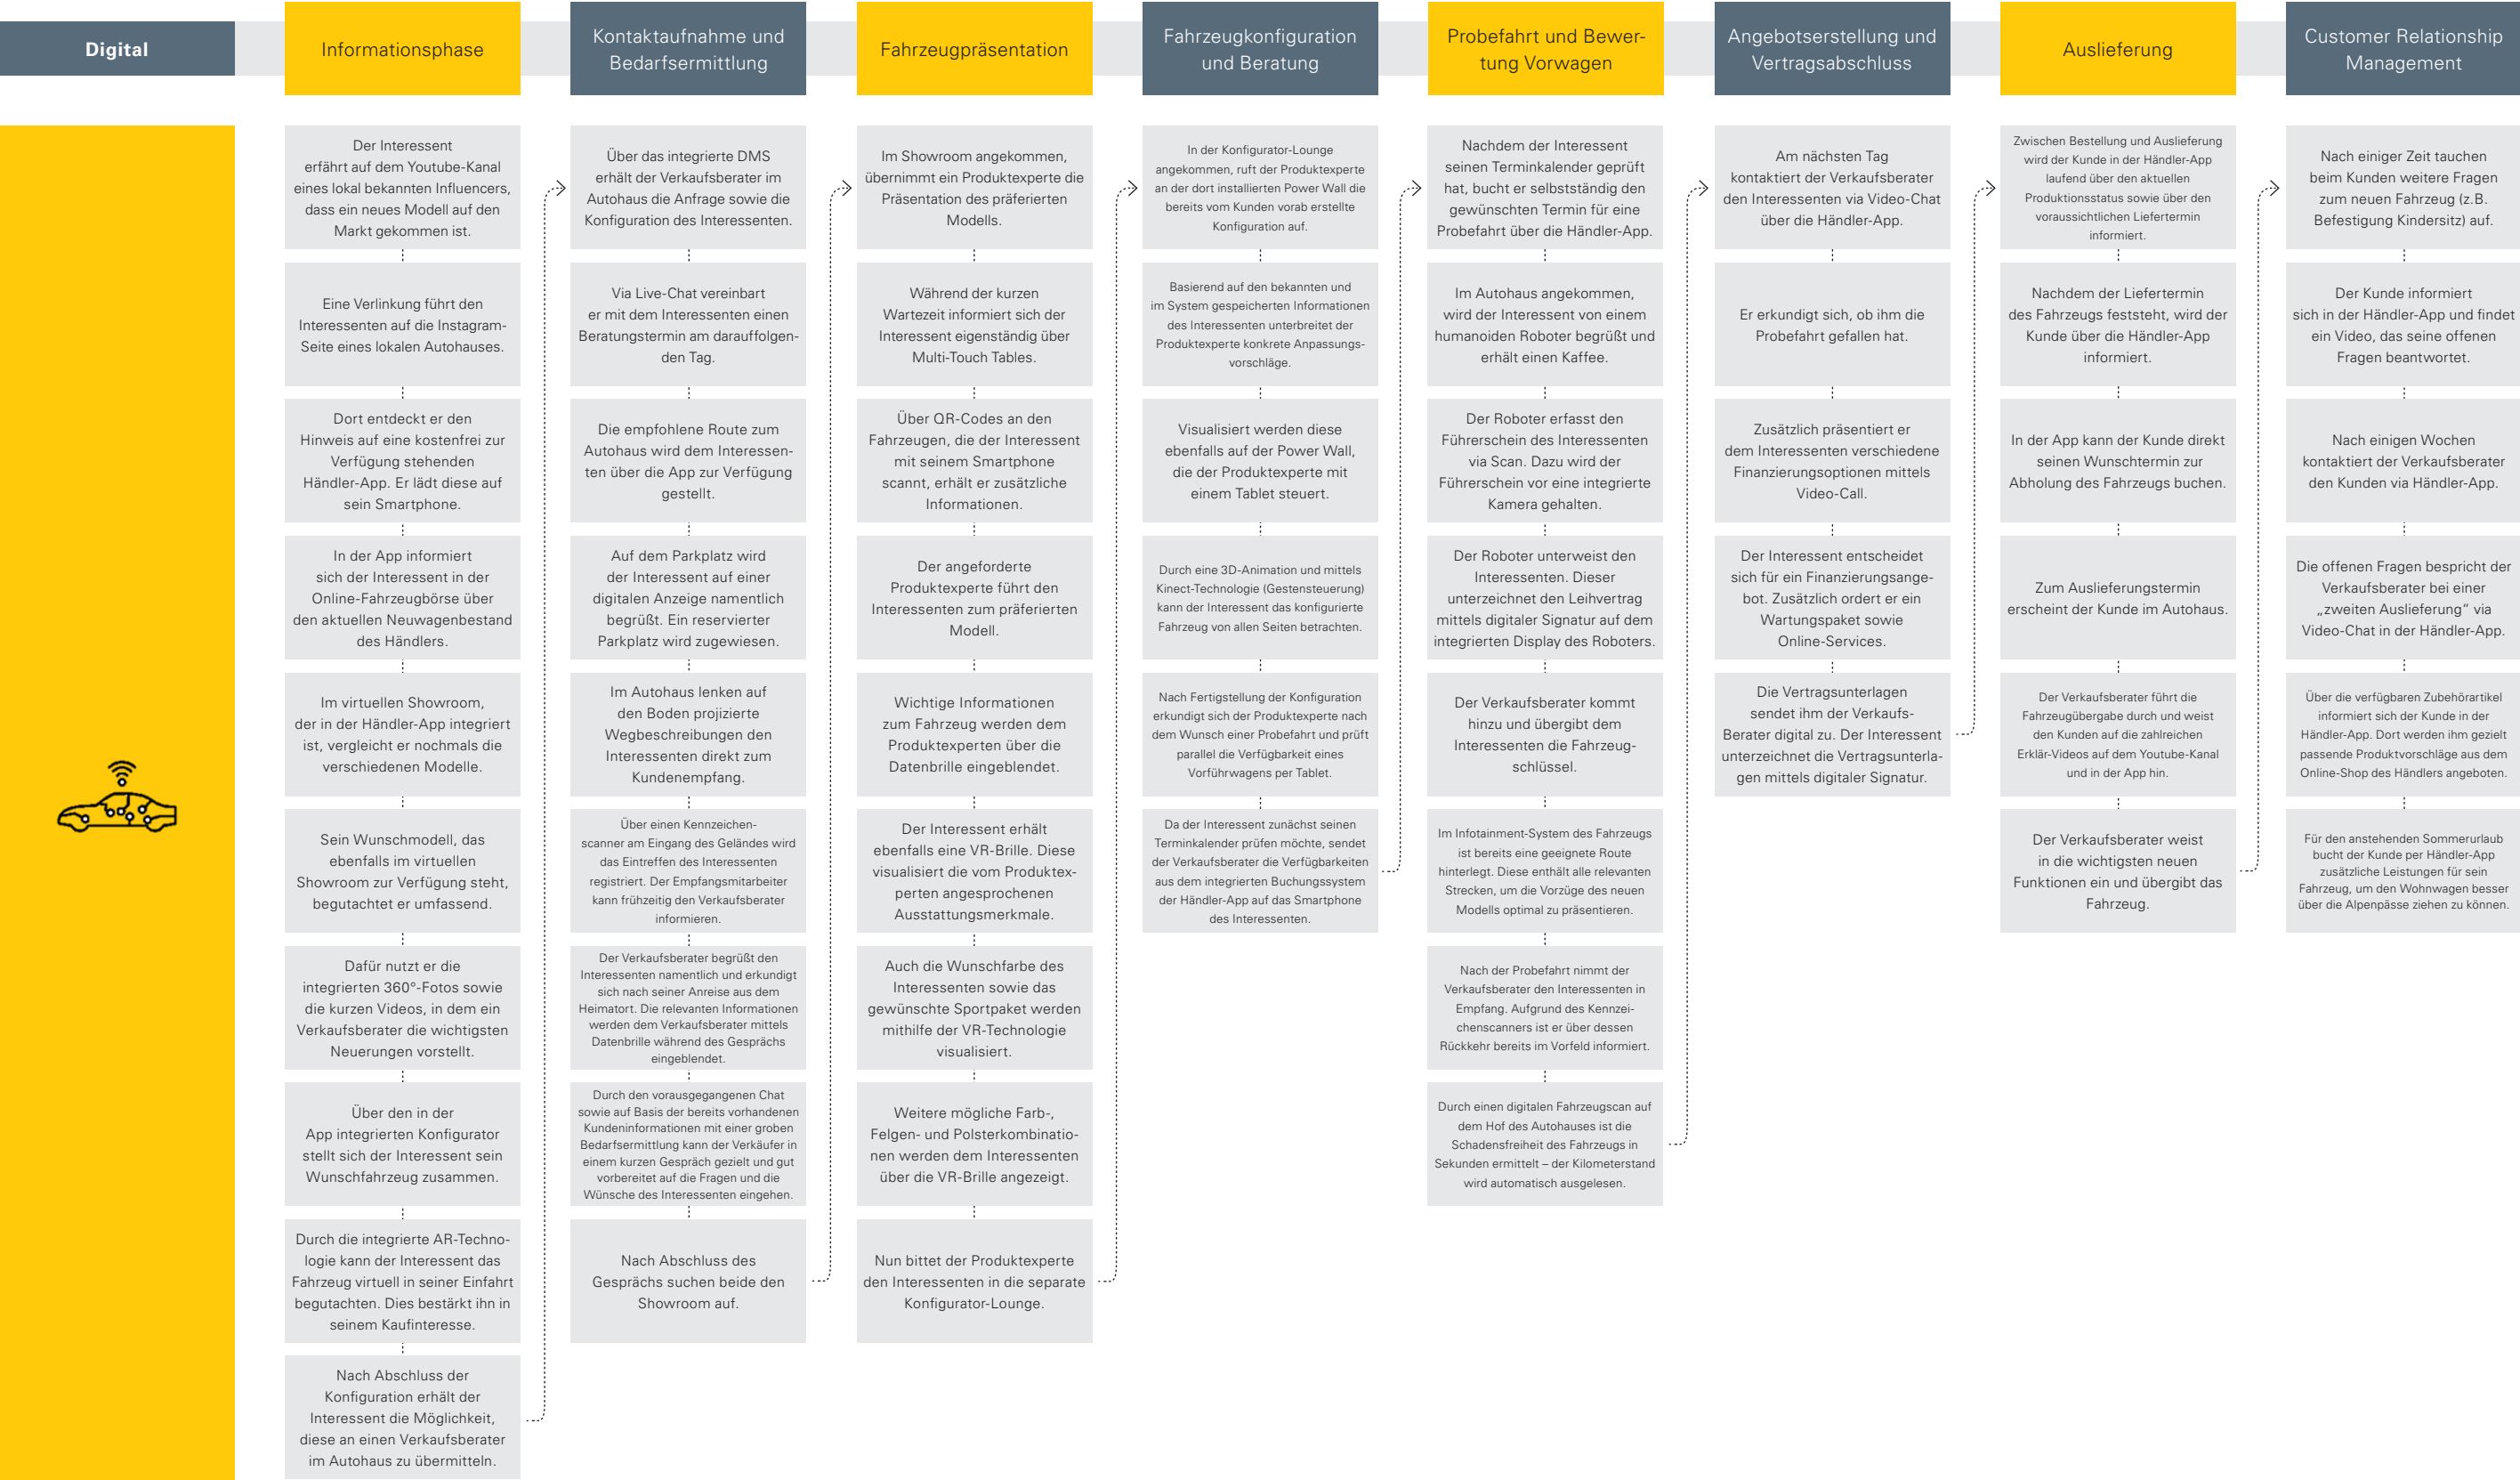 Digital
Informationsphase
Kontaktaufnahme und
Bedarfsermittlung
Fahrzeugpräsentation
Fahrzeugkonfiguration
und Beratung
Probefahrt und Bewer-
tung Vorwagen
Angebotserstellung und
Vertragsabschluss
Auslieferung
Customer Relationship
Management
Der Interessent
erfährt auf dem Youtube-Kanal
eines lokal bekannten Influencers,
dass ein neues Modell auf den
Markt gekommen ist.
Eine Verlinkung führt den
Interessenten auf die Instagram-
Seite eines lokalen Autohauses.
Dort entdeckt er den
Hinweis auf eine kostenfrei zur
Verfügung stehenden
Händler-App. Er lädt diese auf
sein Smartphone.
In der App informiert
sich der Interessent in der
Online-Fahrzeugbörse über
den aktuellen Neuwagenbestand
des Händlers.
Im virtuellen Showroom,
der in der Händler-App integriert
ist, vergleicht er nochmals die
verschiedenen Modelle.
Sein Wunschmodell, das
ebenfalls im virtuellen
Showroom zur Verfügung steht,
begutachtet er umfassend.
Dafür nutzt er die
integrierten 360°-Fotos sowie
die kurzen Videos, in dem ein
Verkaufsberater die wichtigsten
Neuerungen vorstellt.
Über den in der
App integrierten Konfigurator
stellt sich der Interessent sein
Wunschfahrzeug zusammen.
Durch die integrierte AR-Techno-
logie kann der Interessent das
Fahrzeug virtuell in seiner Einfahrt
begutachten. Dies bestärkt ihn in
seinem Kaufinteresse.
Nach Abschluss der
Konfiguration erhält der
Interessent die Möglichkeit,
diese an einen Verkaufsberater
im Autohaus zu übermitteln.
Über das integrierte DMS
erhält der Verkaufsberater im
Autohaus die Anfrage sowie die
Konfiguration des Interessenten.
Via Live-Chat vereinbart
er mit dem Interessenten einen
Beratungstermin am darauffolgen-
den Tag.
Die empfohlene Route zum
Autohaus wird dem Interessen-
ten über die App zur Verfügung
gestellt.
Auf dem Parkplatz wird
der Interessent auf einer
digitalen Anzeige namentlich
begrüßt. Ein reservierter
Parkplatz wird zugewiesen.
Im Autohaus lenken auf
den Boden projizierte
Wegbeschreibungen den
Interessenten direkt zum
Kundenempfang.
Über einen Kennzeichen-
scanner am Eingang des Geländes wird
das Eintreffen des Interessenten
registriert. Der Empfangsmitarbeiter
kann frühzeitig den Verkaufsberater
informieren.
Der Verkaufsberater begrüßt den
Interessenten namentlich und erkundigt
sich nach seiner Anreise aus dem
Heimatort. Die relevanten Informationen
werden dem Verkaufsberater mittels
Datenbrille während des Gesprächs
eingeblendet.
Durch den vorausgegangenen Chat
sowie auf Basis der bereits vorhandenen
Kundeninformationen mit einer groben
Bedarfsermittlung kann der Verkäufer in
einem kurzen Gespräch gezielt und gut
vorbereitet auf die Fragen und die
Wünsche des Interessenten eingehen.
Nach Abschluss des
Gesprächs suchen beide den
Showroom auf.
Im Showroom angekommen,
übernimmt ein Produktexperte die
Präsentation des präferierten
Modells.
Während der kurzen
Wartezeit informiert sich der
Interessent eigenständig über
Multi-Touch Tables.
Über QR-Codes an den
Fahrzeugen, die der Interessent
mit seinem Smartphone
scannt, erhält er zusätzliche
Informationen.
Der angeforderte
Produktexperte führt den
Interessenten zum präferierten
Modell.
Wichtige Informationen
zum Fahrzeug werden dem
Produktexperten über die
Datenbrille eingeblendet.
Der Interessent erhält
ebenfalls eine VR-Brille. Diese
visualisiert die vom Produktex-
perten angesprochenen
Ausstattungsmerkmale.
Auch die Wunschfarbe des
Interessenten sowie das
gewünschte Sportpaket werden
mithilfe der VR-Technologie
visualisiert.
Weitere mögliche Farb-,
Felgen- und Polsterkombinatio-
nen werden dem Interessenten
über die VR-Brille angezeigt.
Nun bittet der Produktexperte
den Interessenten in die separate
Konfigurator-Lounge.
In der Konfigurator-Lounge
angekommen, ruft der Produktexperte
an der dort installierten Power Wall die
bereits vom Kunden vorab erstellte
Konfiguration auf.
Basierend auf den bekannten und
im System gespeicherten Informationen
des Interessenten unterbreitet der
Produktexperte konkrete Anpassungs-
vorschläge.
Visualisiert werden diese
ebenfalls auf der Power Wall,
die der Produktexperte mit
einem Tablet steuert.
Durch eine 3D-Animation und mittels
Kinect-Technologie (Gestensteuerung)
kann der Interessent das konfigurierte
Fahrzeug von allen Seiten betrachten.
Nach Fertigstellung der Konfiguration
erkundigt sich der Produktexperte nach
dem Wunsch einer Probefahrt und prüft
parallel die Verfügbarkeit eines
Vorführwagens per Tablet.
Da der Interessent zunächst seinen
Terminkalender prüfen möchte, sendet
der Verkaufsberater die Verfügbarkeiten
aus dem integrierten Buchungssystem
der Händler-App auf das Smartphone
des Interessenten.
Nachdem der Interessent
seinen Terminkalender geprüft
hat, bucht er selbstständig den
gewünschten Termin für eine
Probefahrt über die Händler-App.
Im Autohaus angekommen,
wird der Interessent von einem
humanoiden Roboter begrüßt und
erhält einen Kaffee.
Der Roboter erfasst den
Führerschein des Interessenten
via Scan. Dazu wird der
Führerschein vor eine integrierte
Kamera gehalten.
Der Roboter unterweist den
Interessenten. Dieser
unterzeichnet den Leihvertrag
mittels digitaler Signatur auf dem
integrierten Display des Roboters.
Der Verkaufsberater kommt
hinzu und übergibt dem
Interessenten die Fahrzeug-
schlüssel.
Im Infotainment-System des Fahrzeugs
ist bereits eine geeignete Route
hinterlegt. Diese enthält alle relevanten
Strecken, um die Vorzüge des neuen
Modells optimal zu präsentieren.
Nach der Probefahrt nimmt der
Verkaufsberater den Interessenten in
Empfang. Aufgrund des Kennzei-
chenscanners ist er über dessen
Rückkehr bereits im Vorfeld informiert.
Durch einen digitalen Fahrzeugscan auf
dem Hof des Autohauses ist die
Schadensfreiheit des Fahrzeugs in
Sekunden ermittelt – der Kilometerstand
wird automatisch ausgelesen.
Am nächsten Tag
kontaktiert der Verkaufsberater
den Interessenten via Video-Chat
über die Händler-App.
Er erkundigt sich, ob ihm die
Probefahrt gefallen hat.
Zusätzlich präsentiert er
dem Interessenten verschiedene
Finanzierungsoptionen mittels
Video-Call.
Der Interessent entscheidet
sich für ein Finanzierungsange-
bot. Zusätzlich ordert er ein
Wartungspaket sowie
Online-Services.
Die Vertragsunterlagen
sendet ihm der Verkaufs-
Berater digital zu. Der Interessent
unterzeichnet die Vertragsunterla-
gen mittels digitaler Signatur.
Zwischen Bestellung und Auslieferung
wird der Kunde in der Händler-App
laufend über den aktuellen
Produktionsstatus sowie über den
voraussichtlichen Liefertermin
informiert.
Nachdem der Liefertermin
des Fahrzeugs feststeht, wird der
Kunde über die Händler-App
informiert.
In der App kann der Kunde direkt
seinen Wunschtermin zur
Abholung des Fahrzeugs buchen.
Zum Auslieferungstermin
erscheint der Kunde im Autohaus.
Der Verkaufsberater führt die
Fahrzeugübergabe durch und weist
den Kunden auf die zahlreichen
Erklär-Videos auf dem Youtube-Kanal
und in der App hin.
Der Verkaufsberater weist
in die wichtigsten neuen
Funktionen ein und übergibt das
Fahrzeug.
Nach einiger Zeit tauchen
beim Kunden weitere Fragen
zum neuen Fahrzeug (z.B.
Befestigung Kindersitz) auf.
Der Kunde informiert
sich in der Händler-App und findet
ein Video, das seine offenen
Fragen beantwortet.
Nach einigen Wochen
kontaktiert der Verkaufsberater
den Kunden via Händler-App.
Die offenen Fragen bespricht der
Verkaufsberater bei einer
„zweiten Auslieferung“ via
Video-Chat in der Händler-App.
Über die verfügbaren Zubehörartikel
informiert sich der Kunde in der
Händler-App. Dort werden ihm gezielt
passende Produktvorschläge aus dem
Online-Shop des Händlers angeboten.
Für den anstehenden Sommerurlaub
bucht der Kunde per Händler-App
zusätzliche Leistungen für sein
Fahrzeug, um den Wohnwagen besser
über die Alpenpässe ziehen zu können.